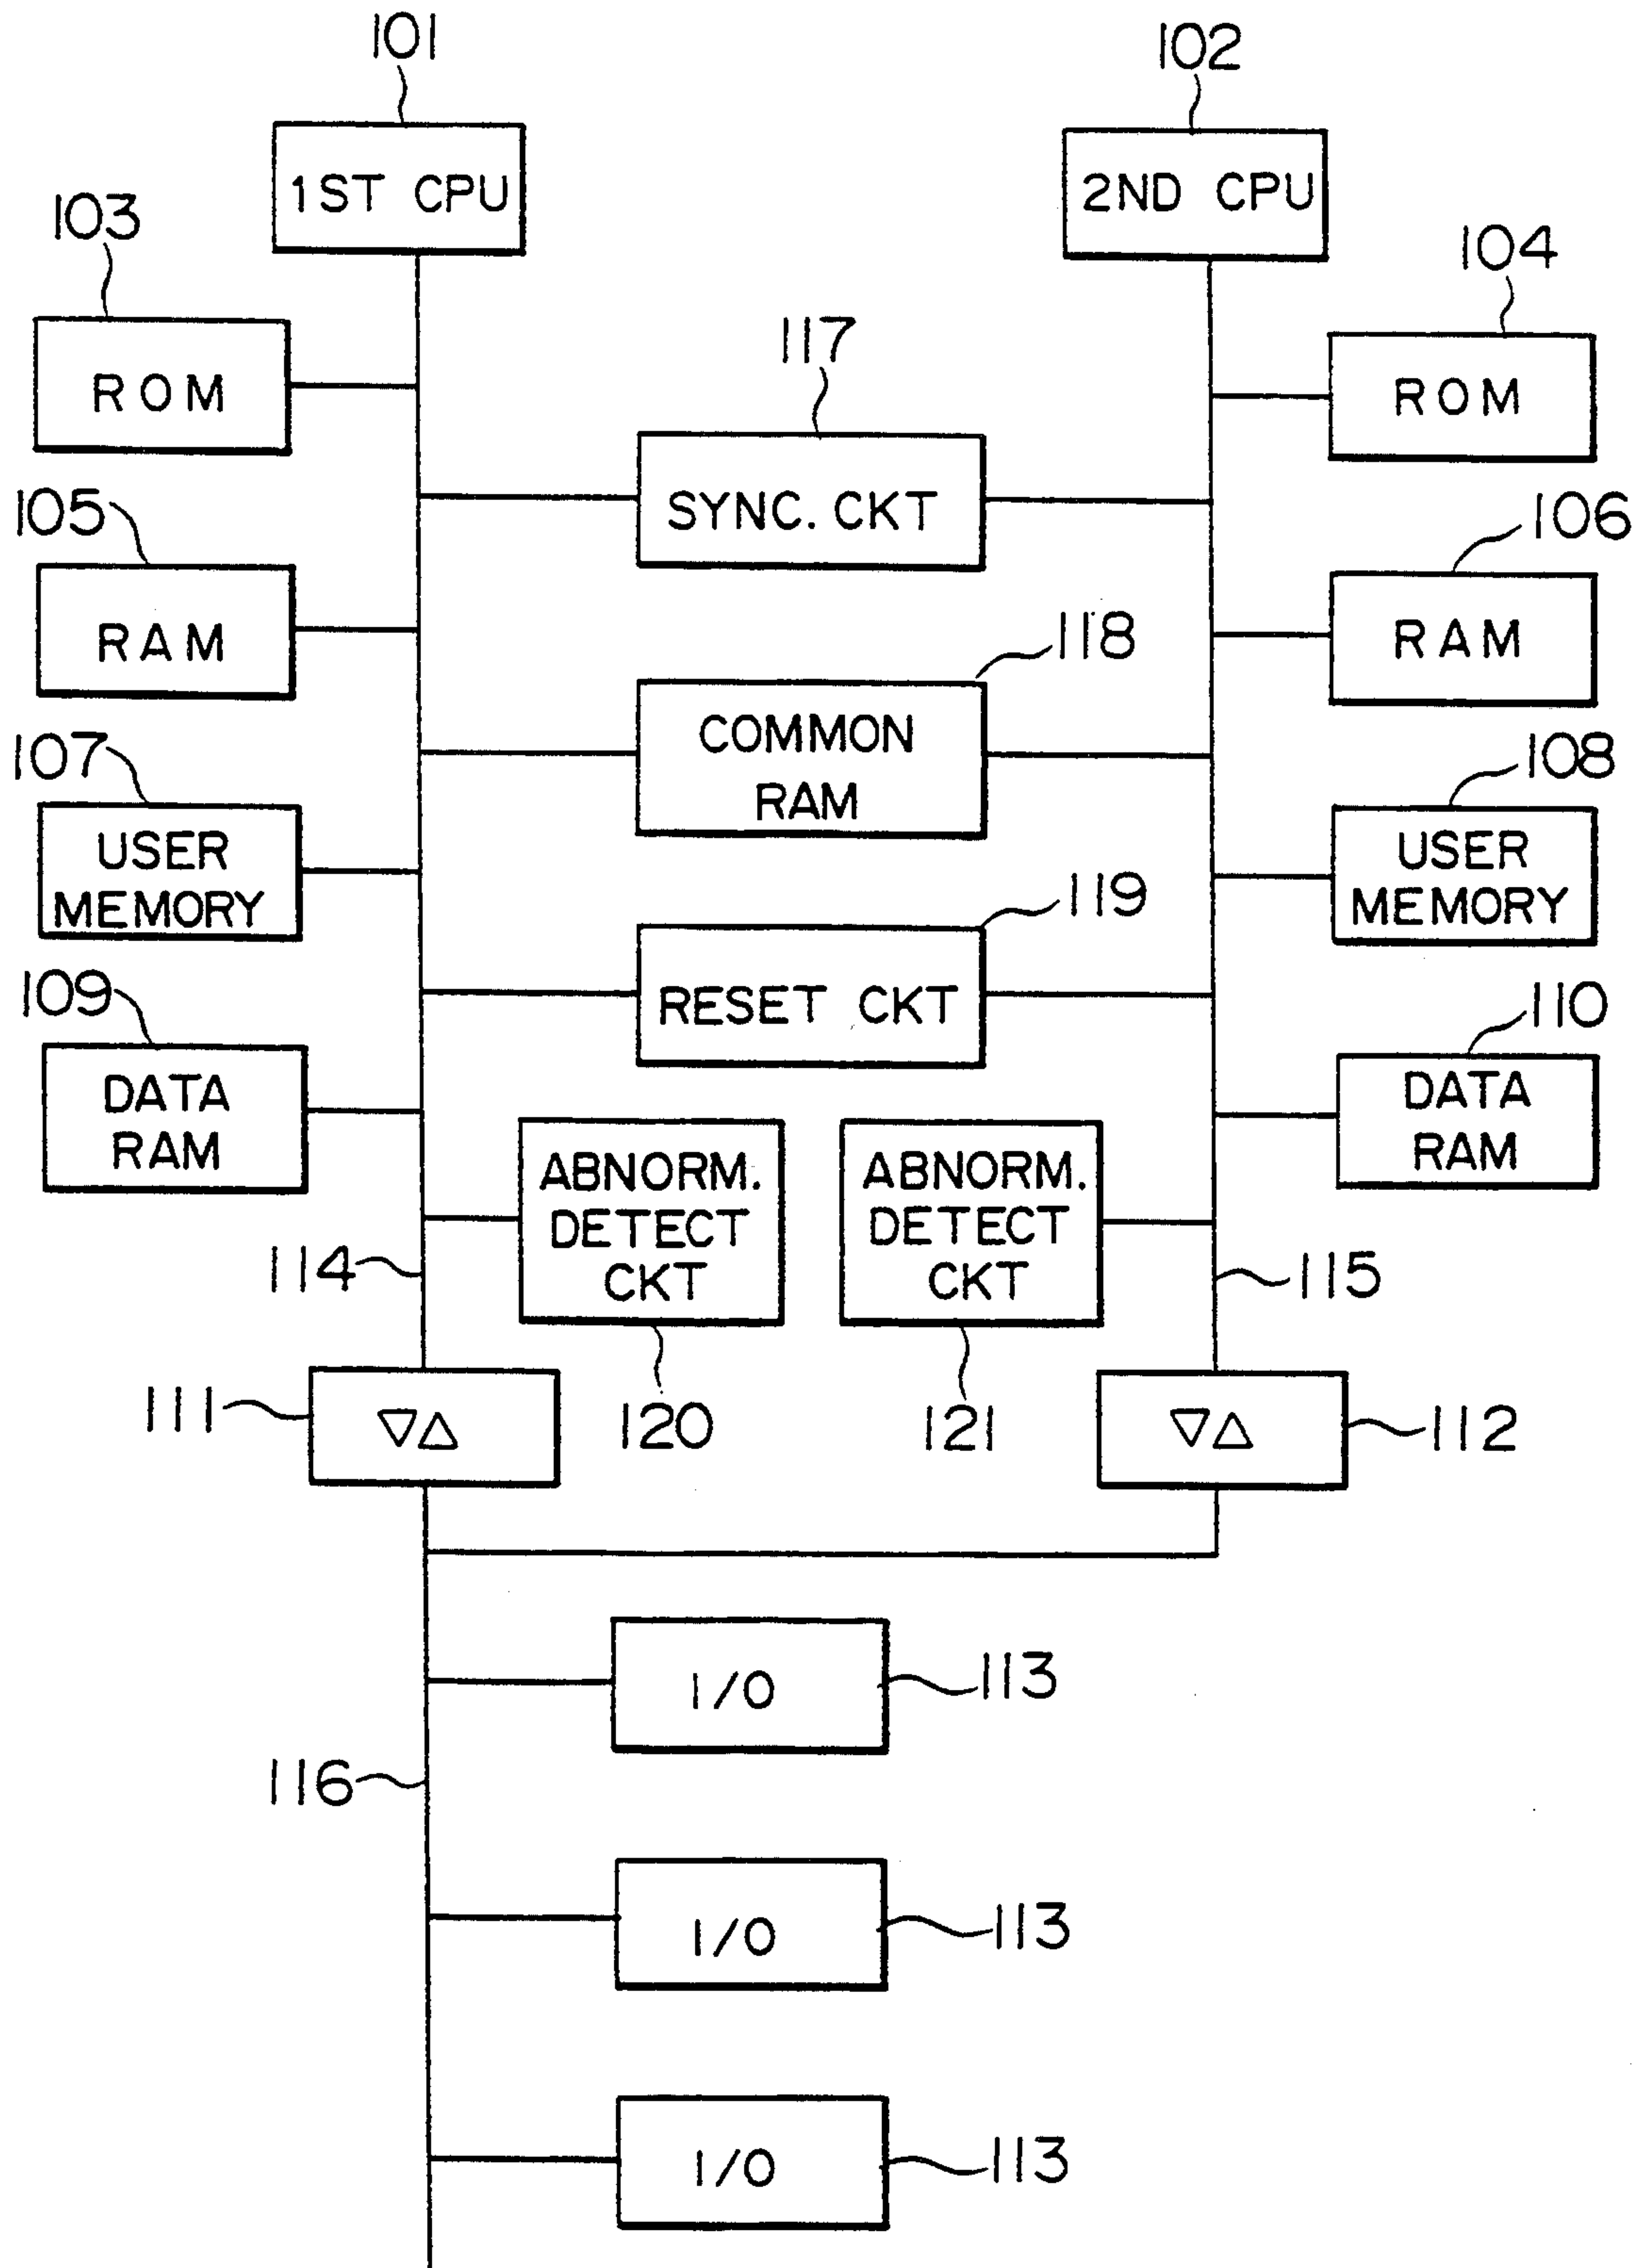 101
102
1ST CPU
2ND CPU
103
104
ROM
117
ROM
SYNC. CKT
105
106
RAM
118
RAM
COMMON
RAM
107
108
USER
MEMORY
119
USER
MEMORY
RESET CKT
109
110
DATA
RAM
DATA
RAM
ABNORM.
DETECT
CKT
ABNORM.
DETECT
CKT
114
115
111
▽△
120
121
▽△
112
I/O
113
116
I/O
113
I/O
113